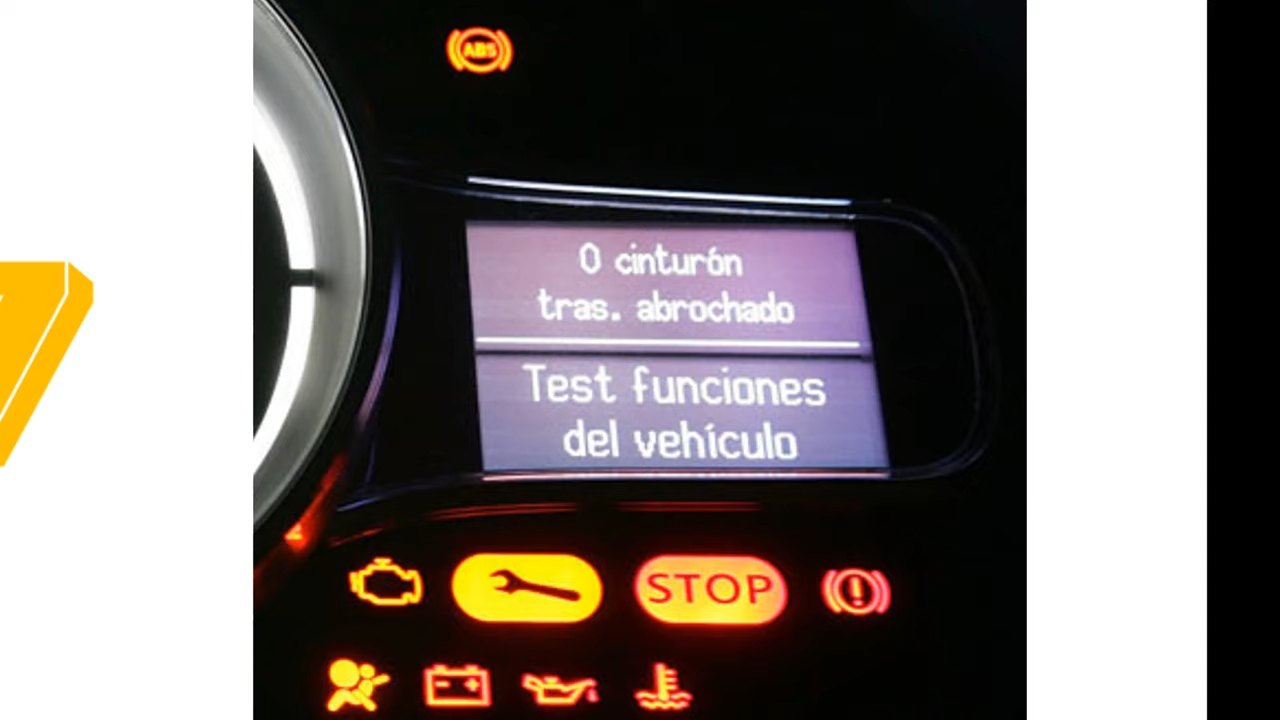 ABS
0 cinturón
tras. abrochado
Test funciones
del vehículo
STOP